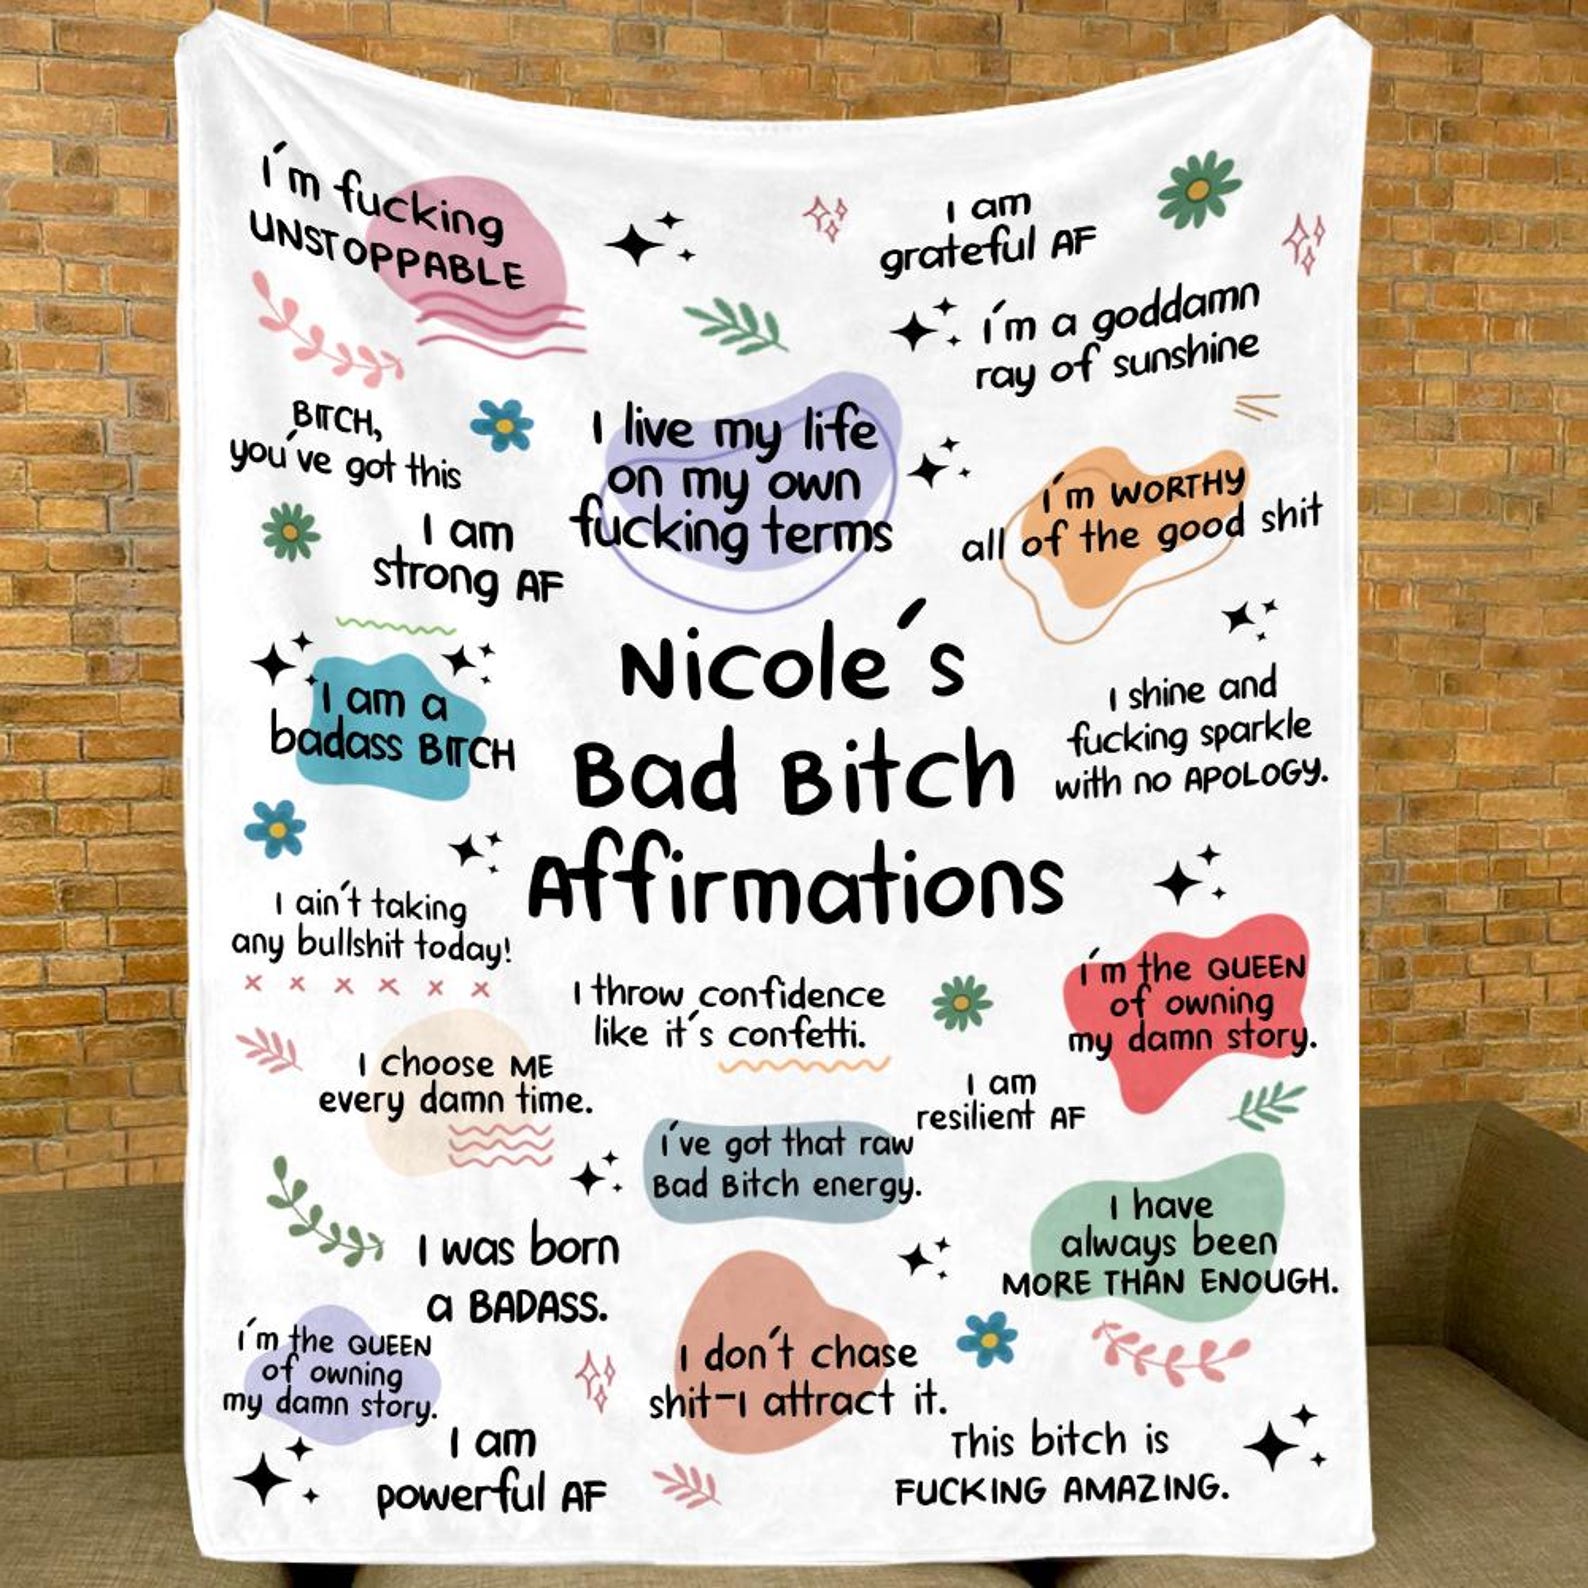 I'm fucking
UNSTOPPABLE
I am
grateful AF
I'm a goddamn
ray of sunshine
BITCH,
you've got this
I live my life
on my own
fucking terms
I'm WORTHY
all of the good shit
I am
strong AF
Nicole's
Bad Bitch
Affirmations
I am a
badass BITCH
I shine and
fucking sparkle
with no APOLOGY.
I ain't taking
any bullshit today!
I throw confidence
like it's confetti.
I'm the QUEEN
of owning
my damn story.
I choose ME
every damn time.
I am
resilient AF
I've got that raw
Bad Bitch energy.
I have
always been
MORE THAN ENOUGH.
I was born
a BADASS.
I'm the QUEEN
of owning
my damn story.
I don't chase
shit-I attract it.
I am
powerful AF
This bitch is
FUCKING AMAZING.